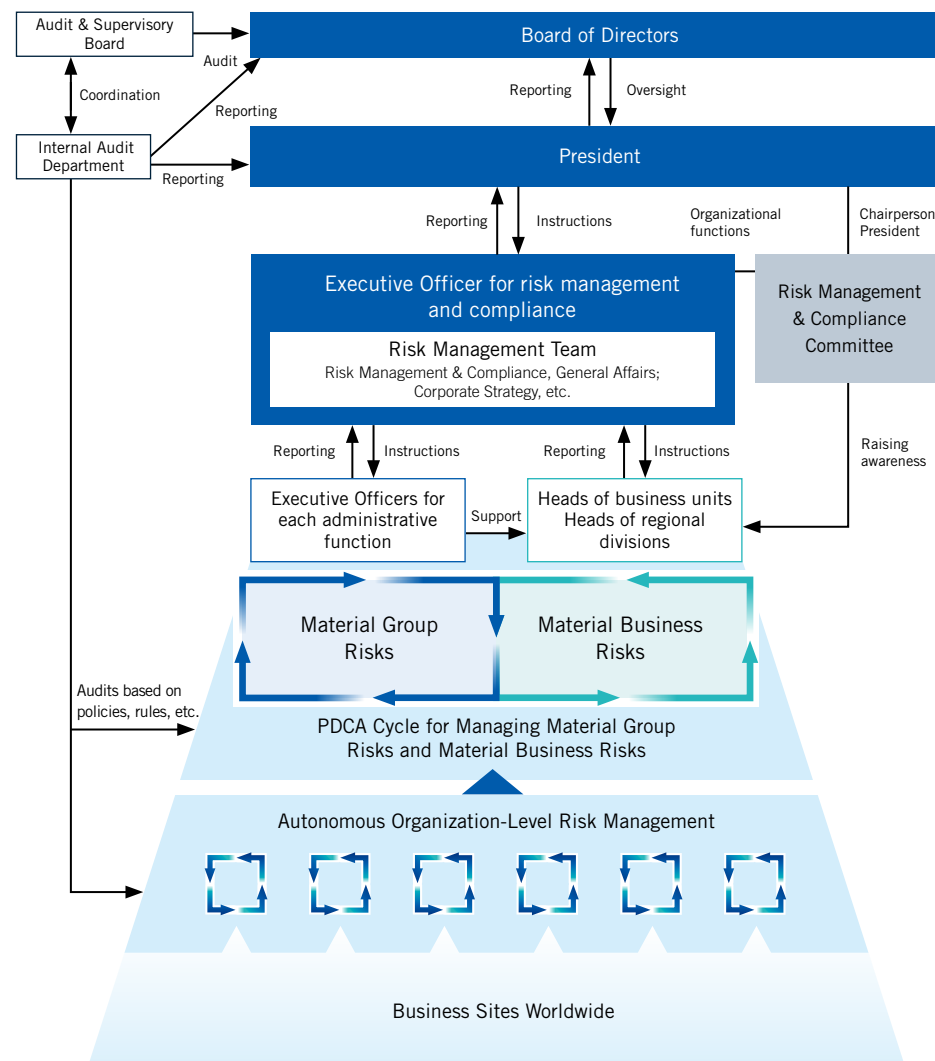 Audit & Supervisory
Board
Board of Directors
Audit
Coordination
Reporting
Reporting
Oversight
Internal Audit
Department
President
Reporting
Reporting
Instructions
Organizational
functions
Chairperson
President
Executive Officer for risk management
and compliance
Risk Management
& Compliance
Committee
Risk Management Team
Risk Management & Compliance, General Affairs;
Corporate Strategy, etc.
Reporting
Instructions
Reporting
Instructions
Raising
awareness
Executive Officers for
each administrative
function
Support
Heads of business units
Heads of regional
divisions
Material Group
Risks
Material Business
Risks
Audits based on
policies, rules, etc.
PDCA Cycle for Managing Material Group
Risks and Material Business Risks
Autonomous Organization-Level Risk Management
Business Sites Worldwide